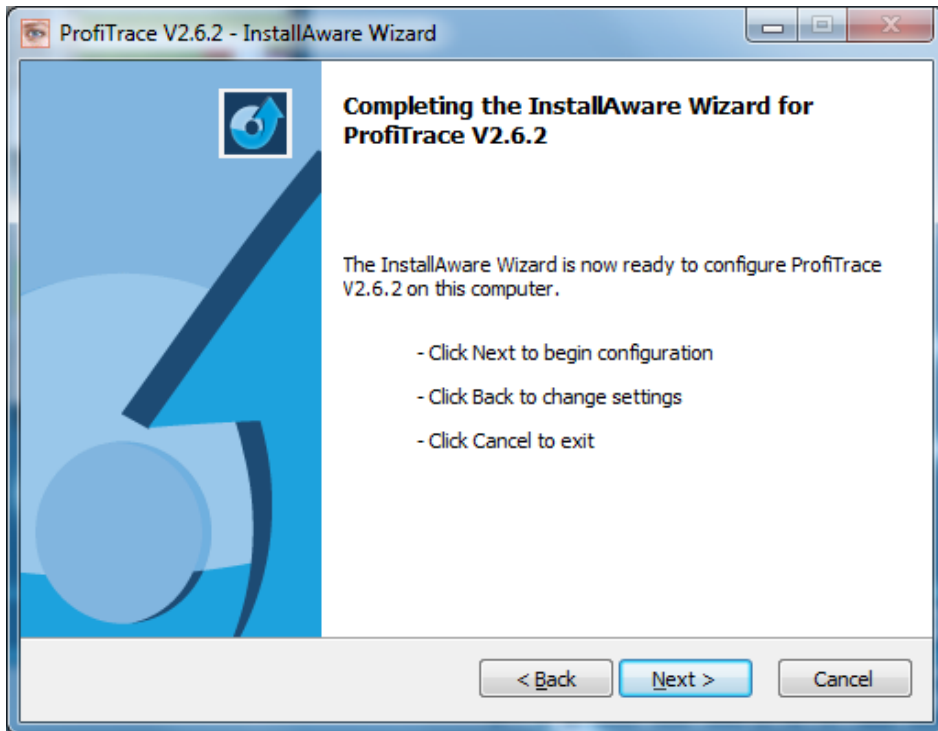 ProfiTrace V2.6.2 - InstallAware Wizard
Completing the InstallAware Wizard for
ProfiTrace V2.6.2
The InstallAware Wizard is now ready to configure ProfiTrace
V2.6.2 on this computer.
- Click Next to begin configuration
- Click Back to change settings
- Click Cancel to exit
< Back
Next >
Cancel